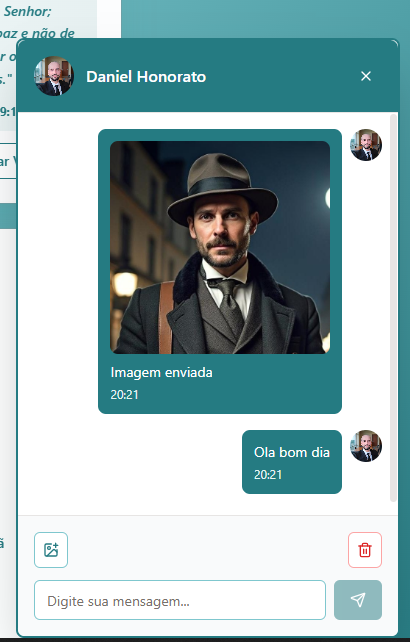 Senhor;
paz e não de
Daniel Honorato
9:1
Imagem enviada
20:21
Ola bom dia
20:21
Digite sua mensagem...